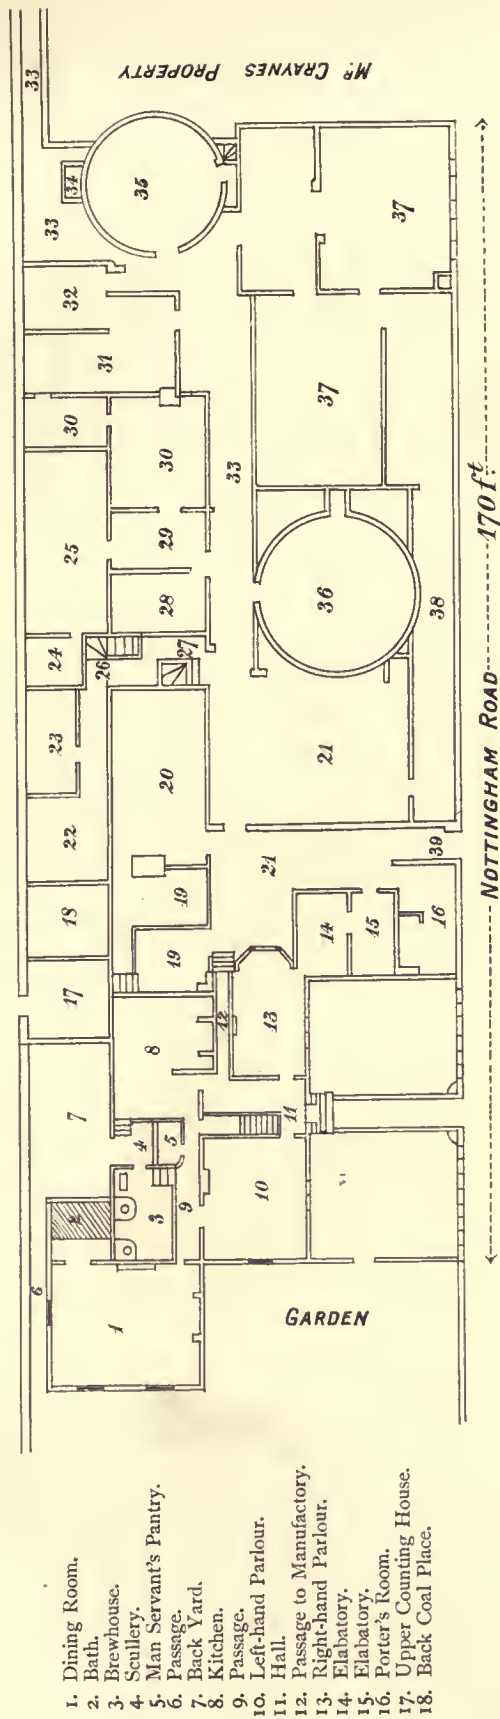 1. Dining Room.
2. Bath.
3. Brewhouse.
4. Scullery.
5. Man Servant's Pantry.
6. Passage.
7. Back Yard.
8. Kitchen.
9. Passage.
10. Left-hand Parlour.
11. Hall.
12. Passage to Manufactory.
13. Right-hand Parlour.
14. Elabatory.
15. Elabatory.
16. Porter's Room.
17. Upper Counting House.
18. Back Coal Place.
6
33
1
2
7
17
18
22
23
24
25
30
31
32
33
34
3
4
5
8
9
19
19
20
26
27
28
29
30
35
10
11
12
13
14
15
16
21
21
33
36
37
37
38
39
GARDEN
MR. CRAYNES PROPERTY
NOTTINGHAM ROAD 170 ft.